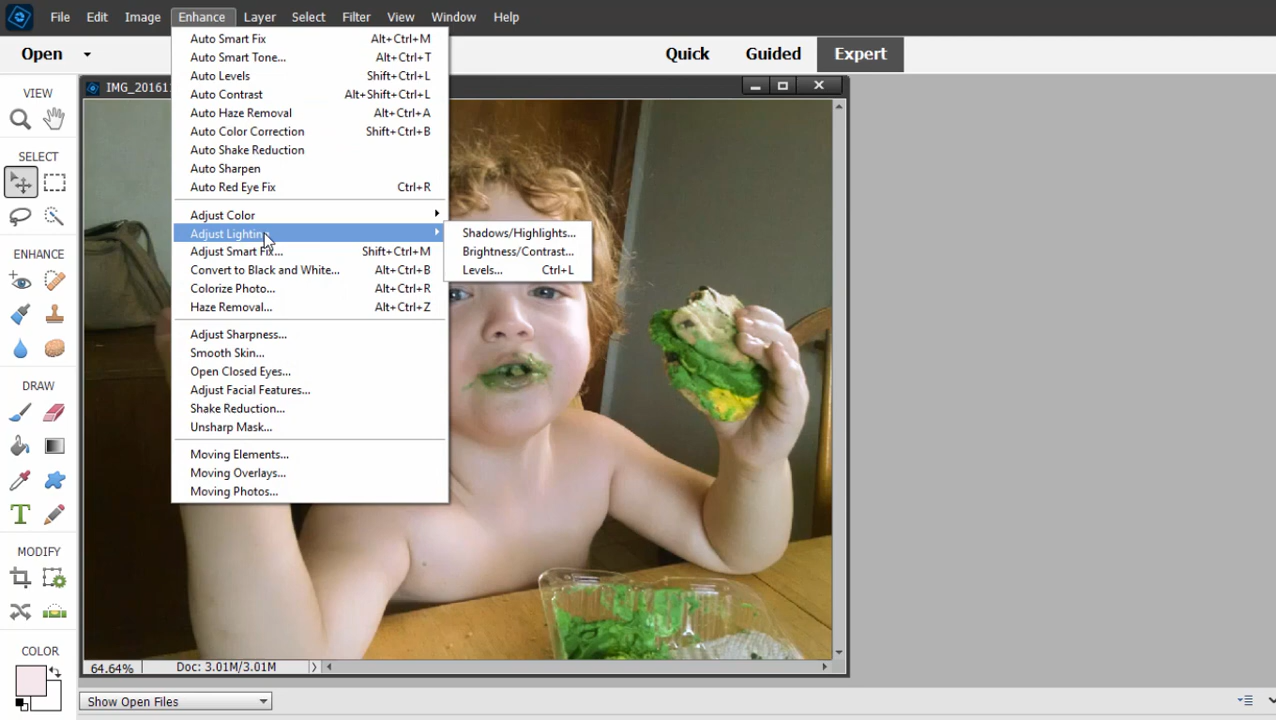 File Edit Image Enhance Layer Select Filter View Window Help
Open Quick Guided Expert
IMG_2016
VIEW
SELECT
ENHANCE
DRAW
MODIFY
COLOR
Auto Smart Fix Alt+Ctrl+M
Auto Smart Tone... Alt+Ctrl+T
Auto Levels Shift+Ctrl+L
Auto Contrast Alt+Shift+Ctrl+L
Auto Haze Removal Alt+Ctrl+A
Auto Color Correction Shift+Ctrl+B
Auto Shake Reduction
Auto Sharpen
Auto Red Eye Fix Ctrl+R
Adjust Color
Adjust Lighting
Adjust Smart Fix... Shift+Ctrl+M
Convert to Black and White... Alt+Ctrl+B
Colorize Photo... Alt+Ctrl+R
Haze Removal... Alt+Ctrl+Z
Adjust Sharpness...
Smooth Skin...
Open Closed Eyes...
Adjust Facial Features...
Shake Reduction...
Unsharp Mask...
Moving Elements...
Moving Overlays...
Moving Photos...
Shadows/Highlights...
Brightness/Contrast...
Levels... Ctrl+L
64.64% Doc: 3.01M/3.01M
Show Open Files